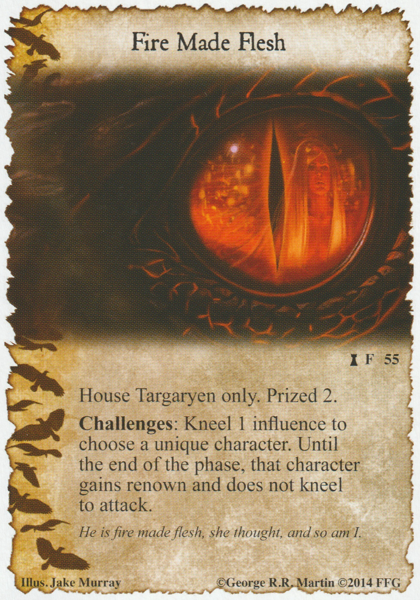 Fire Made Flesh
F 55
House Targaryen only. Prized 2.
Challenges: Kneel 1 influence to
choose a unique character. Until
the end of the phase, that character
gains renown and does not kneel
to attack.
He is fire made flesh, she thought, and so am I.
Illus. Jake Murray ©George R.R. Martin ©2014 FFG